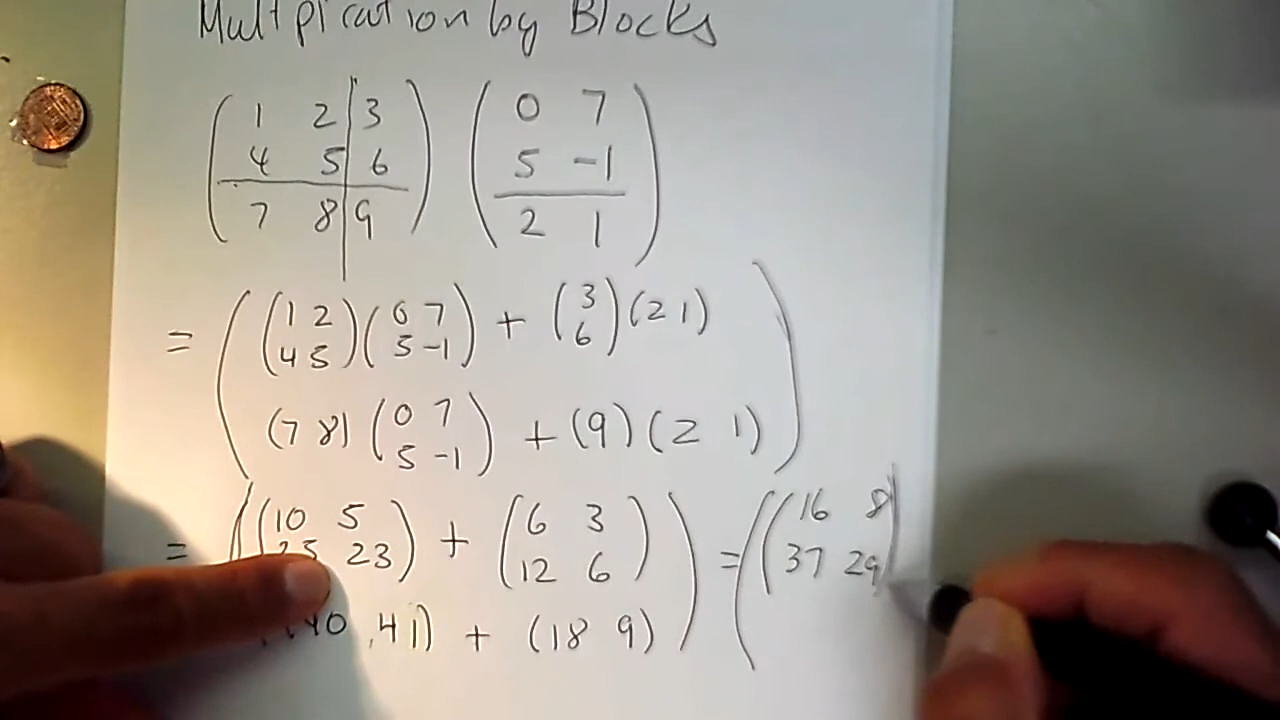 Multplication by Blocks
( 1 2 | 3 ) ( 0 7 )
( 4 5 | 6 ) ( 5 -1 )
( 7 8 | 9 ) ( 2 1 )
= ( ( 1 2 ) ( 0 7 ) + ( 3 ) (2 1) )
( 4 5 ) ( 5 -1 ) ( 6 )
(7 8) ( 0 7 ) + (9) (2 1)
( 5 -1 )
= ( ( 10 5 ) + ( 6 3 ) ) = ( ( 16 8 )
25 23 ) ( 12 6 ) ( 37 29 )
40 , 41) + (18 9)